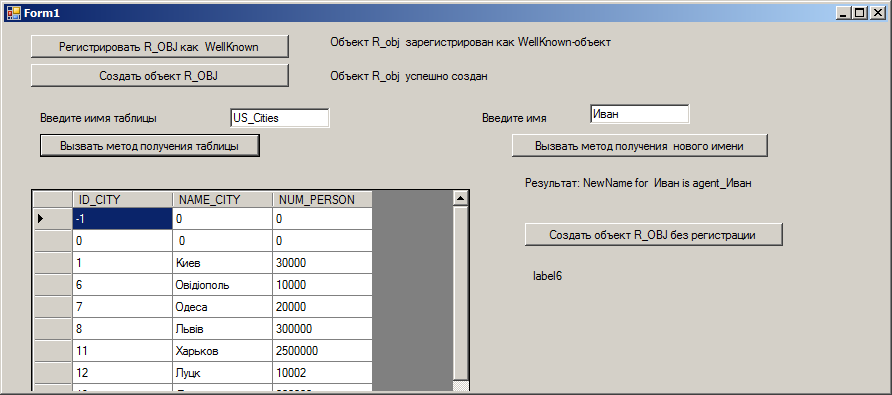 Form1
Регистрировать R_OBJ как WellKnown
Объект R_obj зарегистрирован как WellKnown-объект
Создать объект R_OBJ
Объект R_obj успешно создан
Введите иимя таблицы
US_Cities
Введите имя
Иван
Вызвать метод получения таблицы
Вызвать метод получения нового имени
Результат: NewName for Иван is agent_Иван
ID_CITY NAME_CITY NUM_PERSON
-1 0 0
0 0 0
1 Киев 30000
6 Овідіополь 10000
7 Одеса 20000
8 Львів 300000
11 Харьков 2500000
12 Луцк 10002
Создать объект R_OBJ без регистрации
label6